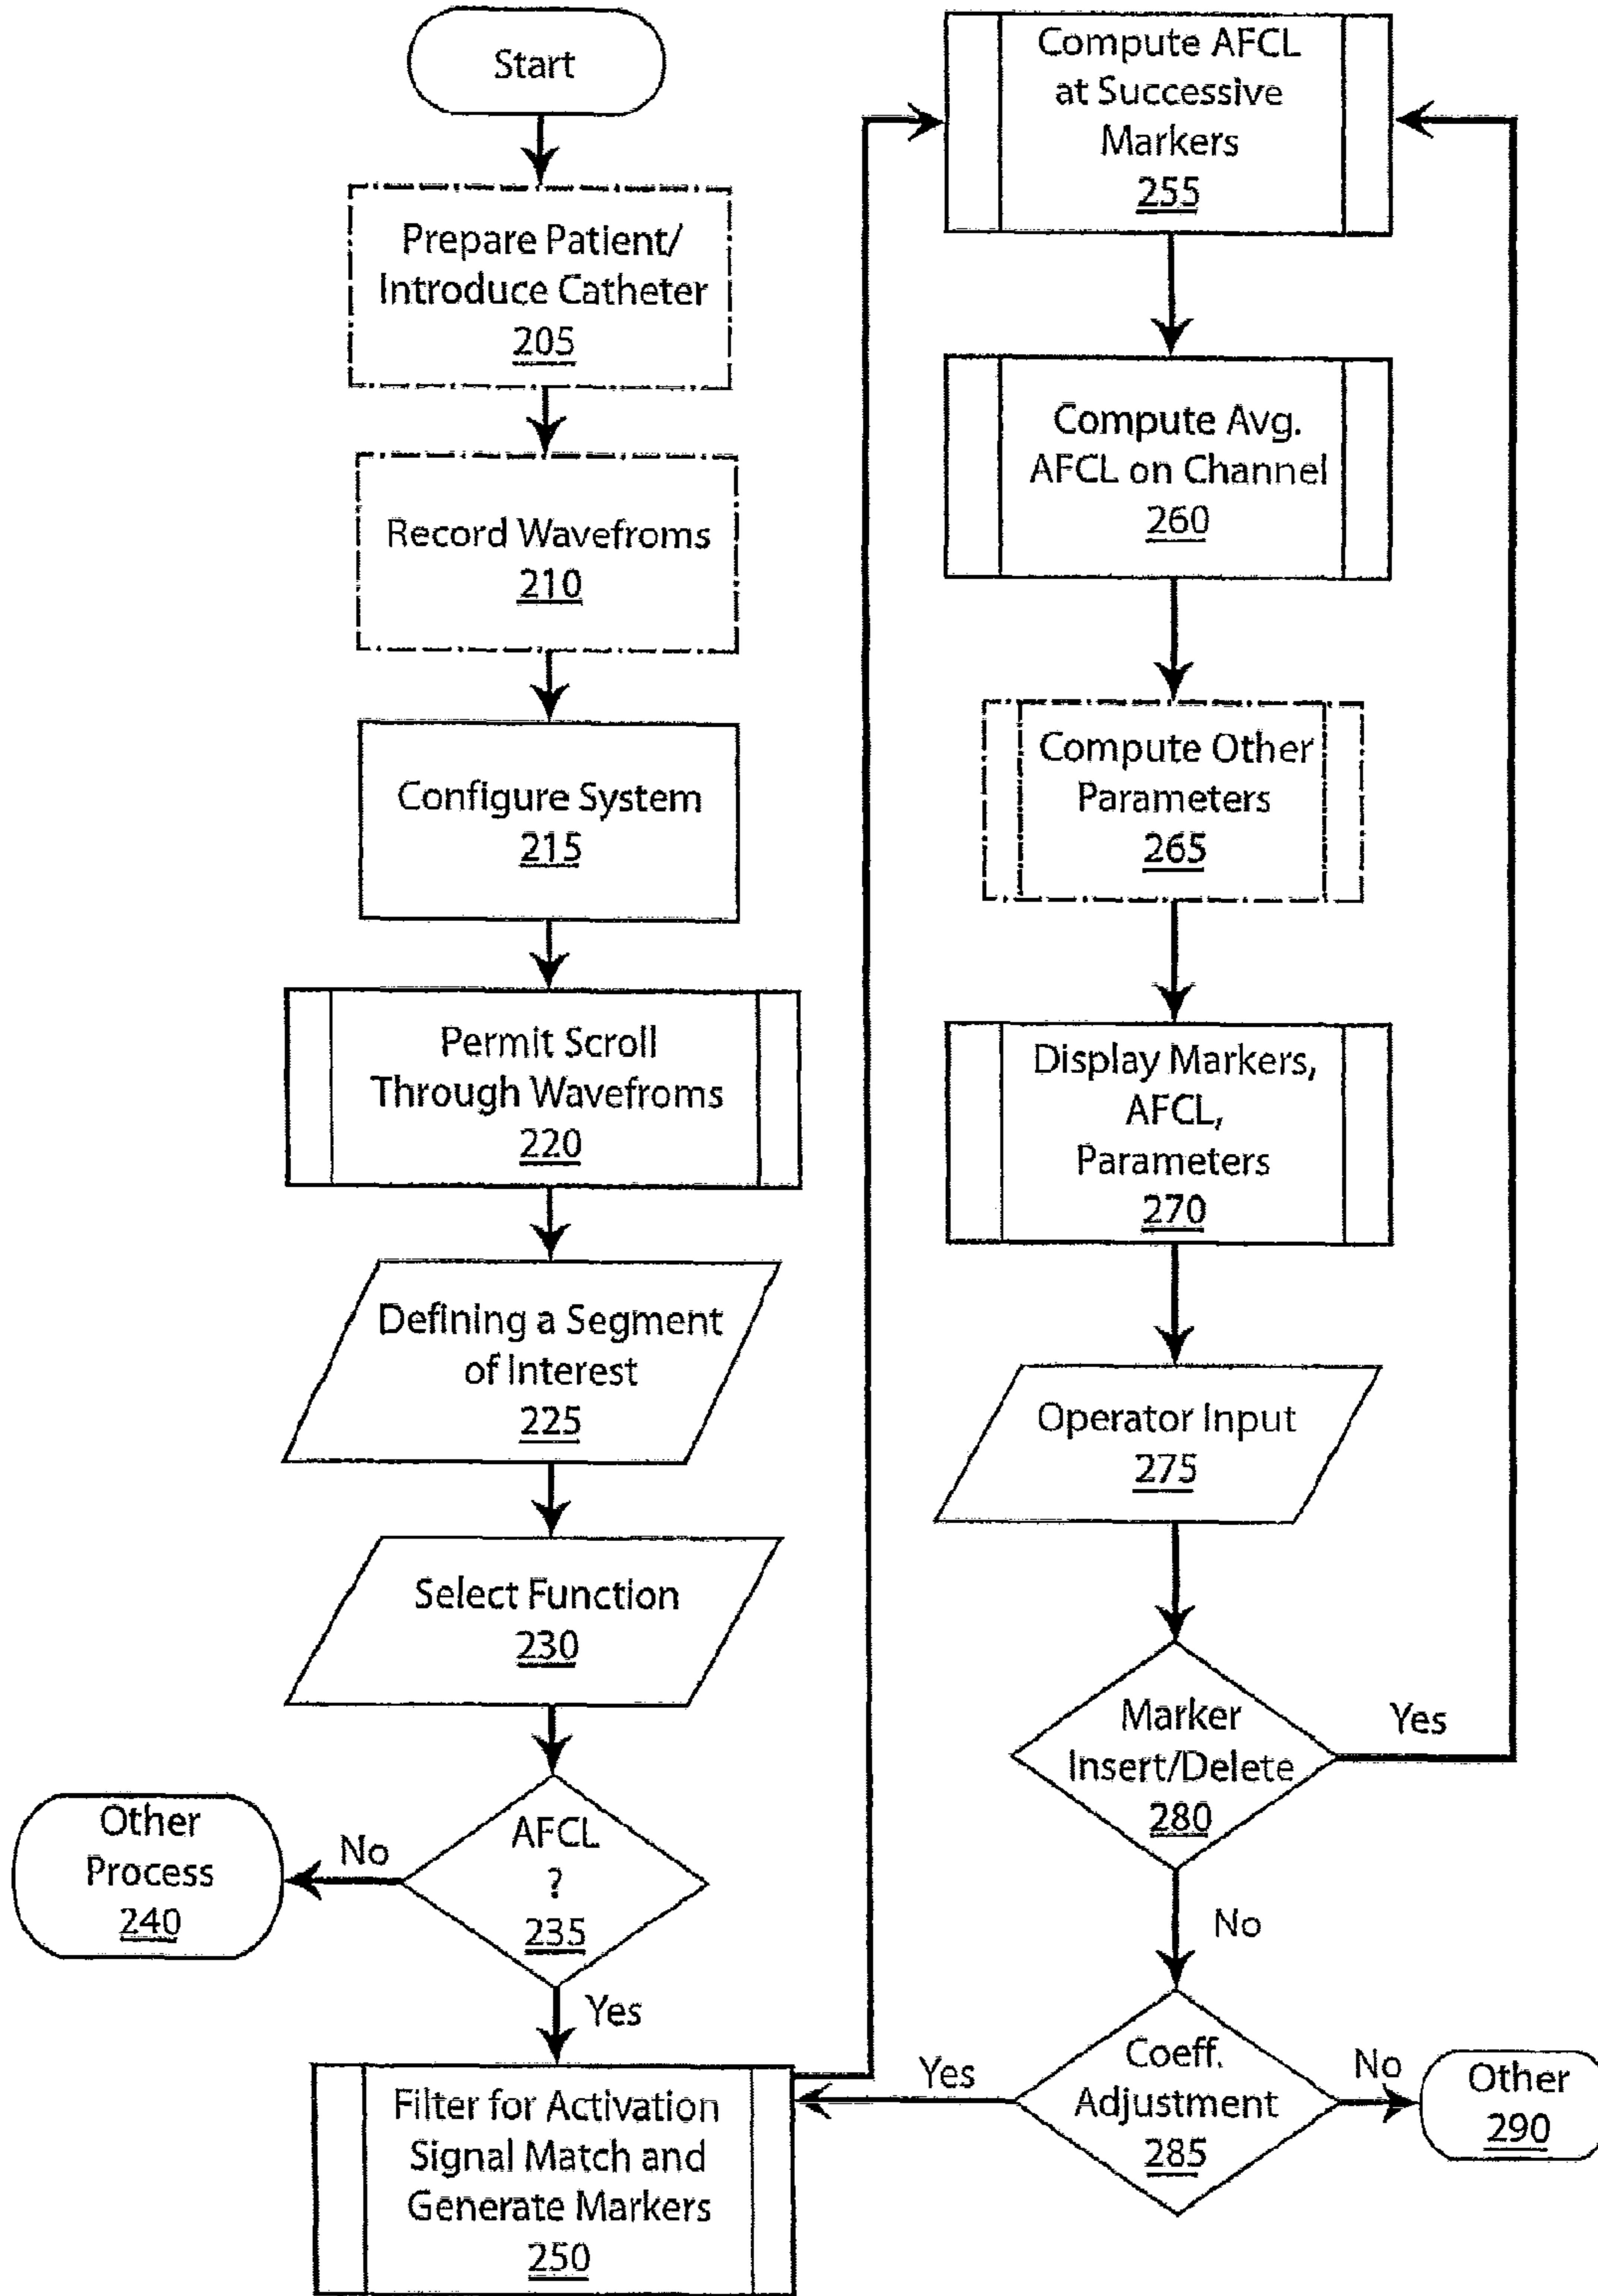 Start
Prepare Patient/
Introduce Catheter
205
Record Wavefroms
210
Configure System
215
Permit Scroll
Through Wavefroms
220
Defining a Segment
of Interest
225
Select Function
230
AFCL
?
235
No
Other
Process
240
Yes
Filter for Activation
Signal Match and
Generate Markers
250
Compute AFCL
at Successive
Markers
255
Compute Avg.
AFCL on Channel
260
Compute Other
Parameters
265
Display Markers,
AFCL,
Parameters
270
Operator Input
275
Marker
Insert/Delete
280
Yes
No
Coeff.
Adjustment
285
Yes
No
Other
290